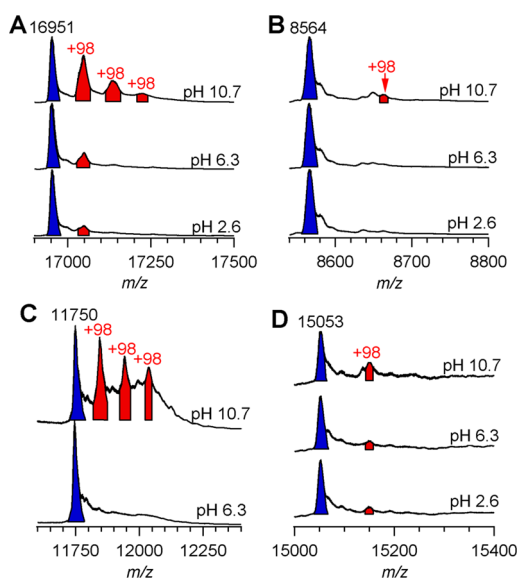 A
16951
+98
+98
+98
pH 10.7
pH 6.3
pH 2.6
17000 17250 17500
m/z
B
8564
+98
pH 10.7
pH 6.3
pH 2.6
8600 8700 8800
m/z
C
11750
+98
+98
+98
pH 10.7
pH 6.3
11750 12000 12250
m/z
D
15053
+98
pH 10.7
pH 6.3
pH 2.6
15000 15200 15400
m/z